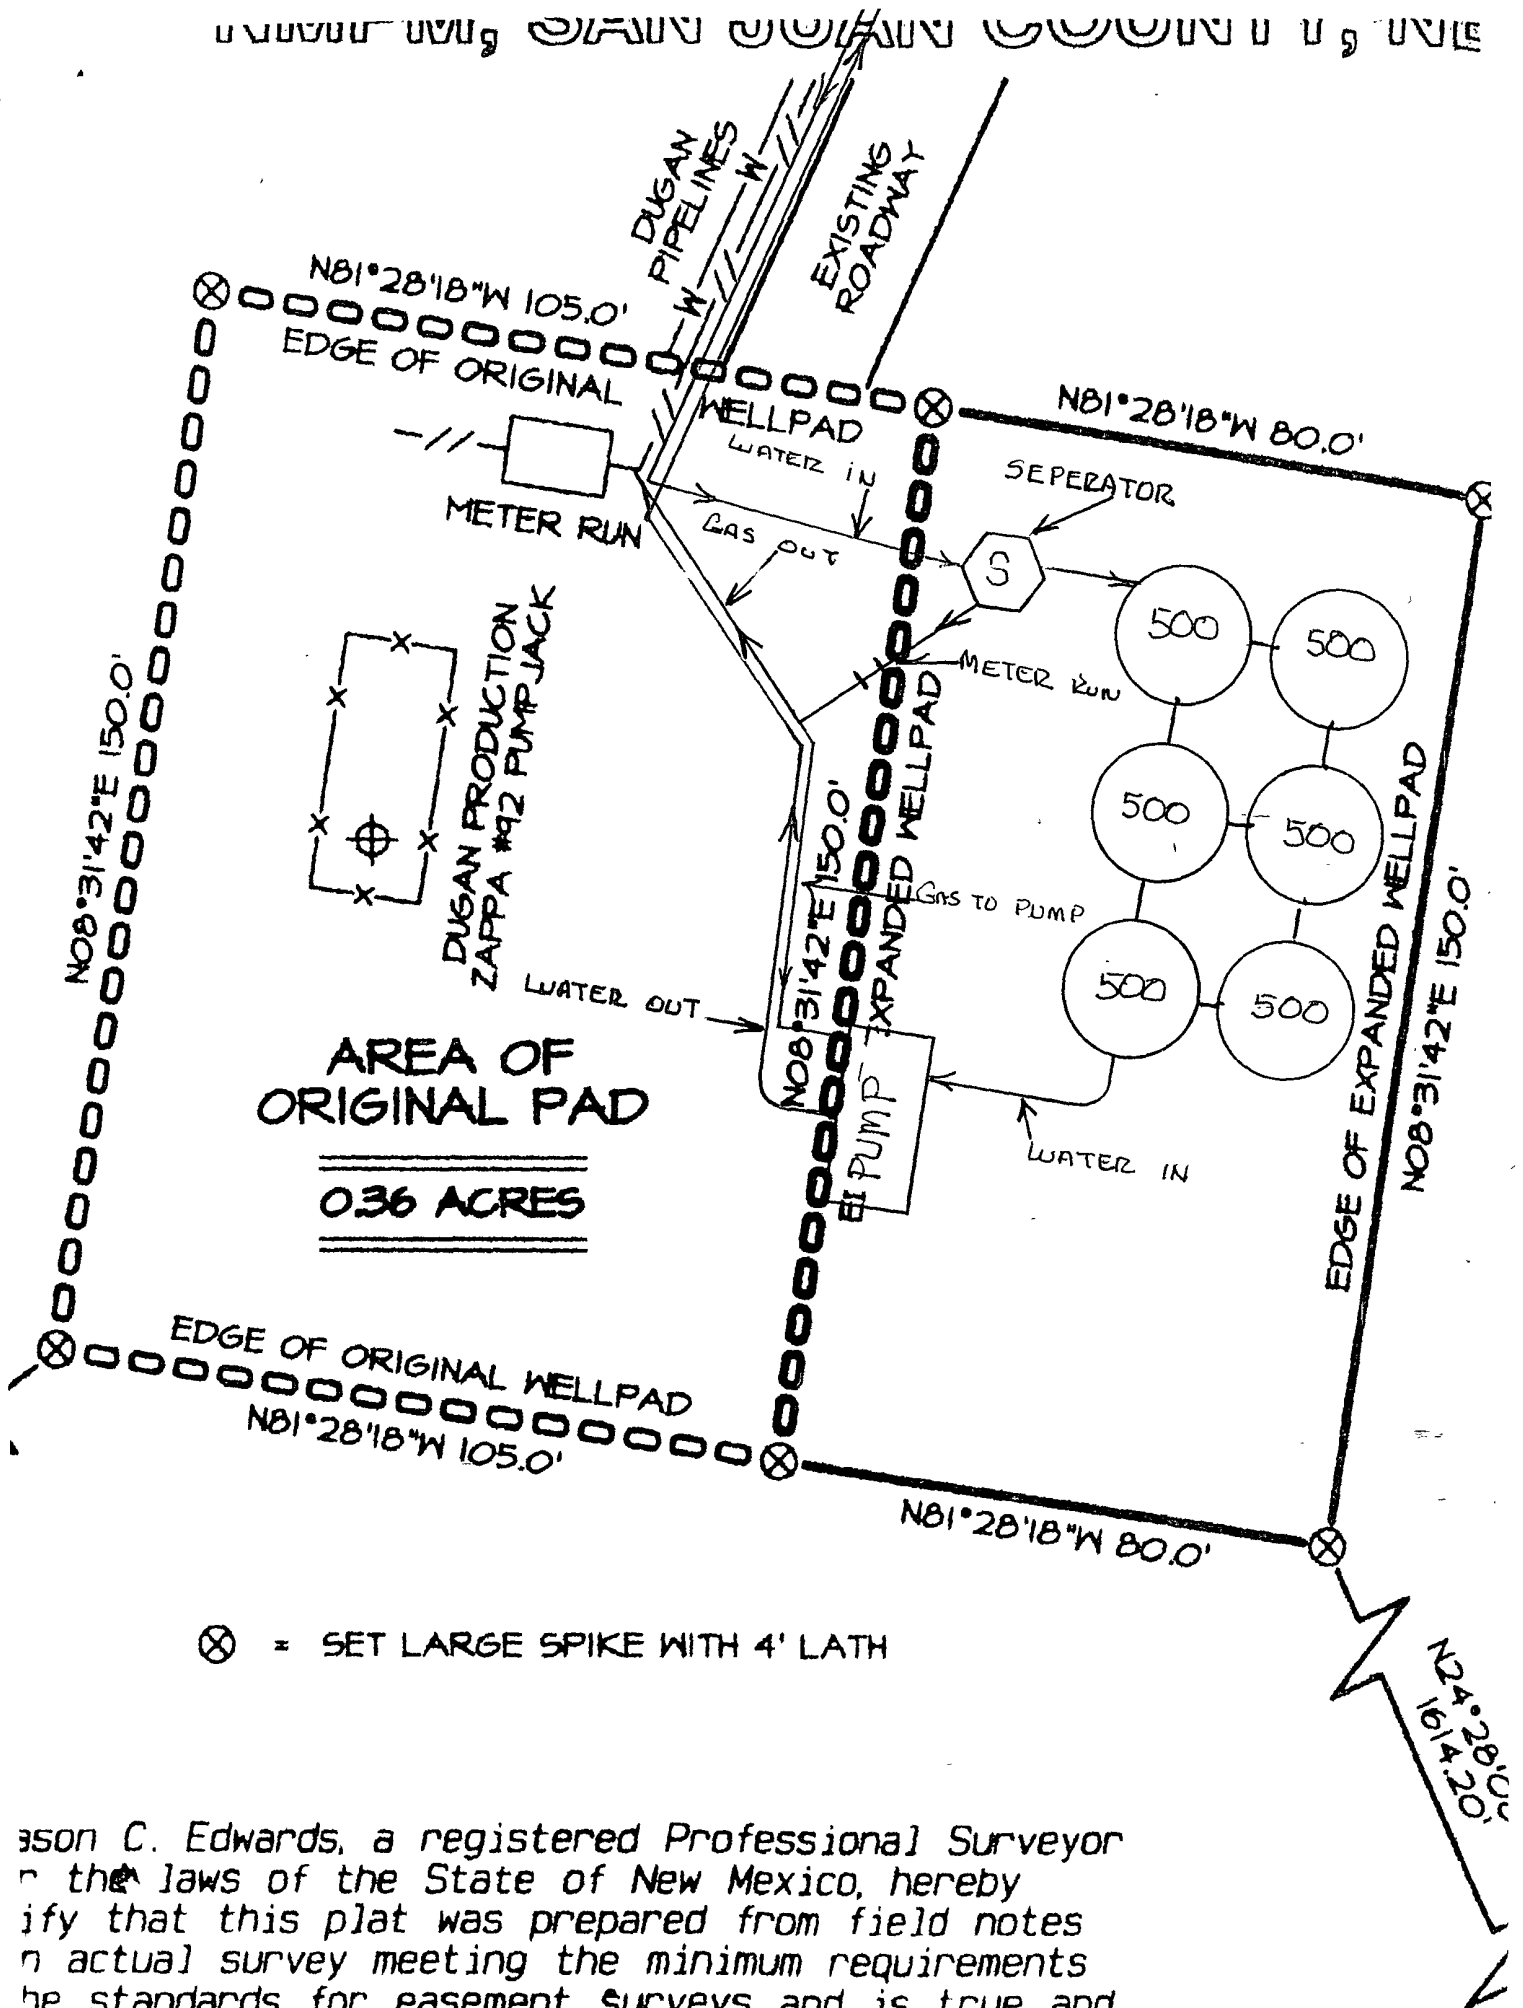 SAN JUAN COUNTY, NE
DUGAN
PIPELINES
W
W
EXISTING
ROADWAY
N81°28'18"W 105.0'
EDGE OF ORIGINAL
WELLPAD
N81°28'18"W 80.0'
WATER IN
SEPERATOR
METER RUN
GAS OUT
S
500
500
METER RUN
DUGAN PRODUCTION
ZAPPA #92 PUMPJACK
N08°31'42"E 150.0'
500
500
N08°31'42"E 150.0'
EXPANDED WELLPAD
GAS TO PUMP
EDGE OF EXPANDED WELLPAD
N08°31'42"E 150.0'
WATER OUT
500
500
AREA OF
ORIGINAL PAD
0.36 ACRES
PUMP
WATER IN
EDGE OF ORIGINAL WELLPAD
N81°28'18"W 105.0'
N81°28'18"W 80.0'
= SET LARGE SPIKE WITH 4' LATH
N24°28'0
1614.20'
ason C. Edwards, a registered Professional Surveyor
r the laws of the State of New Mexico, hereby
ify that this plat was prepared from field notes
n actual survey meeting the minimum requirements
he standards for easement surveys and is true and